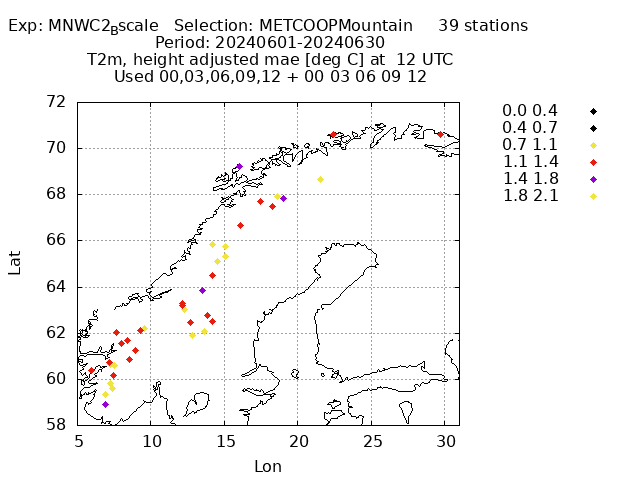 Exp: MNWC2_Bscale   Selection: METCOOPMountain     39 stations
Period: 20240601-20240630
T2m, height adjusted mae [deg C] at  12 UTC
Used 00,03,06,09,12 + 00 03 06 09 12
0.0 0.4
0.4 0.7
0.7 1.1
1.1 1.4
1.4 1.8
1.8 2.1
72
70
68
66
64
62
60
58
Lat
5 10 15 20 25 30
Lon